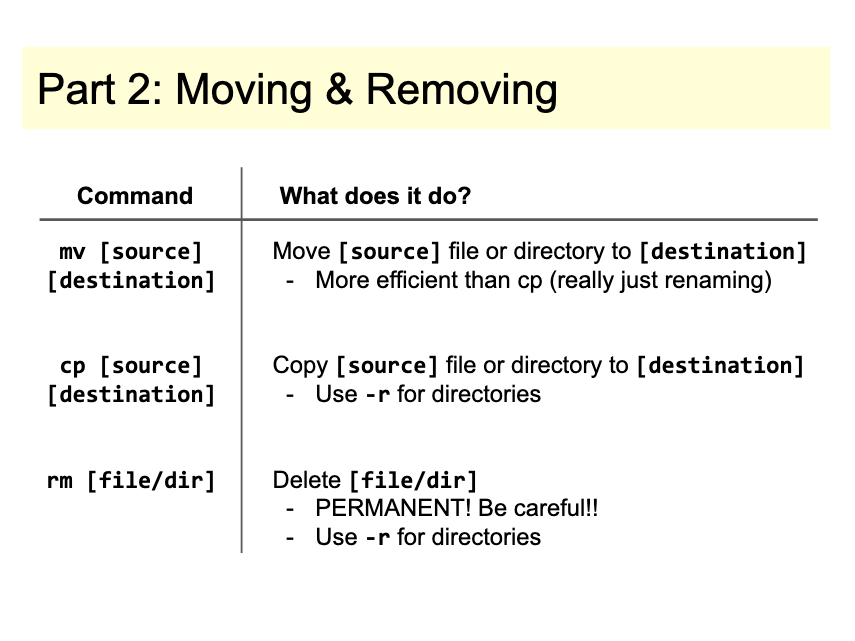 Part 2: Moving & Removing
Command
What does it do?
mv [source]
[destination]
Move [source] file or directory to [destination]
- More efficient than cp (really just renaming)
cp [source]
[destination]
Copy [source] file or directory to [destination]
- Use -r for directories
rm [file/dir]
Delete [file/dir]
- PERMANENT! Be careful!!
- Use -r for directories